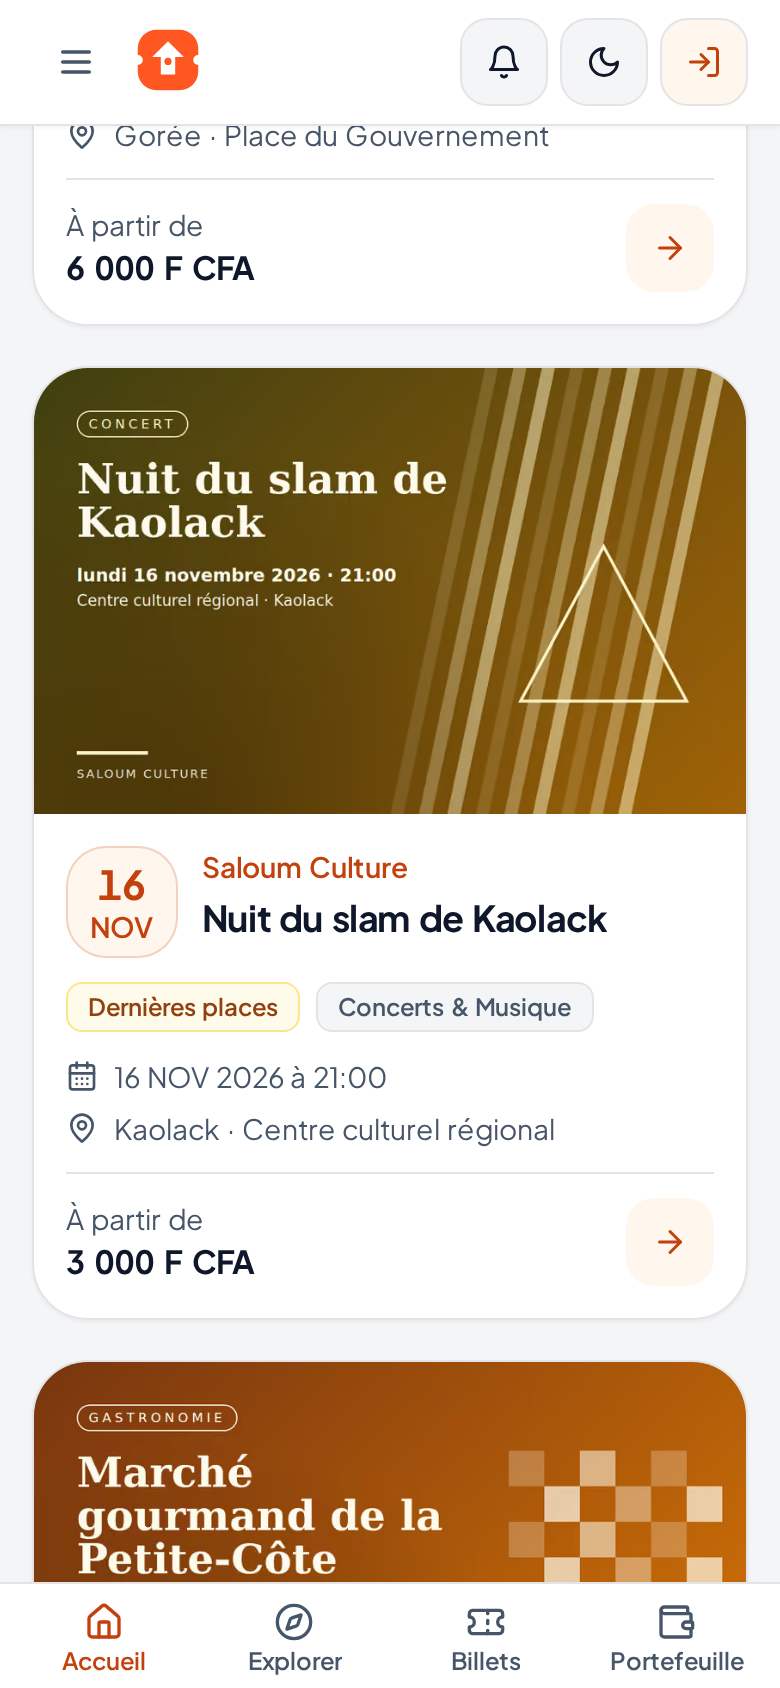 Gorée · Place du Gouvernement
À partir de
6 000 F CFA
CONCERT
Nuit du slam de
Kaolack
lundi 16 novembre 2026 · 21:00
Centre culturel régional · Kaolack
SALOUM CULTURE
16
NOV
Saloum Culture
Nuit du slam de Kaolack
Dernières places
Concerts & Musique
16 NOV 2026 à 21:00
Kaolack · Centre culturel régional
À partir de
3 000 F CFA
GASTRONOMIE
Marché
gourmand de la
Petite-Côte
Accueil
Explorer
Billets
Portefeuille